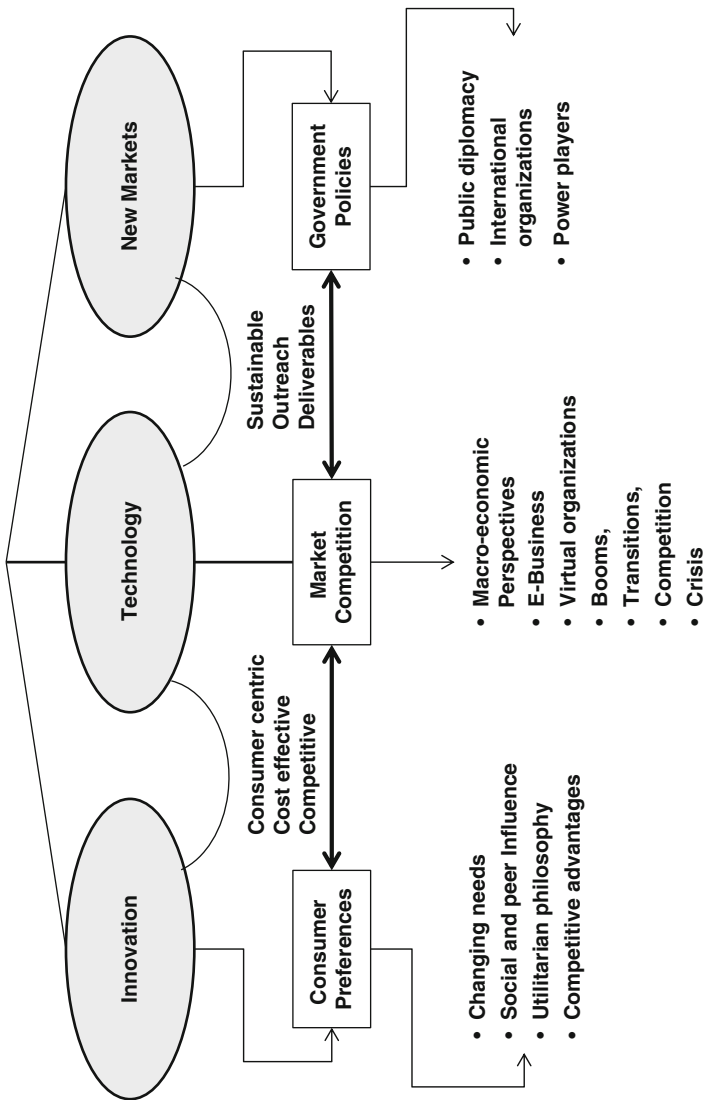 Innovation
Technology
New Markets
Consumer
Preferences
Consumer centric
Cost effective
Competitive
Market
Competition
Sustainable
Outreach
Deliverables
Government
Policies
• Changing needs
• Social and peer Influence
• Utilitarian philosophy
• Competitive advantages
• Macro-economic
Perspectives
• E-Business
• Virtual organizations
• Booms,
• Transitions,
• Competition
• Crisis
• Public diplomacy
• International
organizations
• Power players